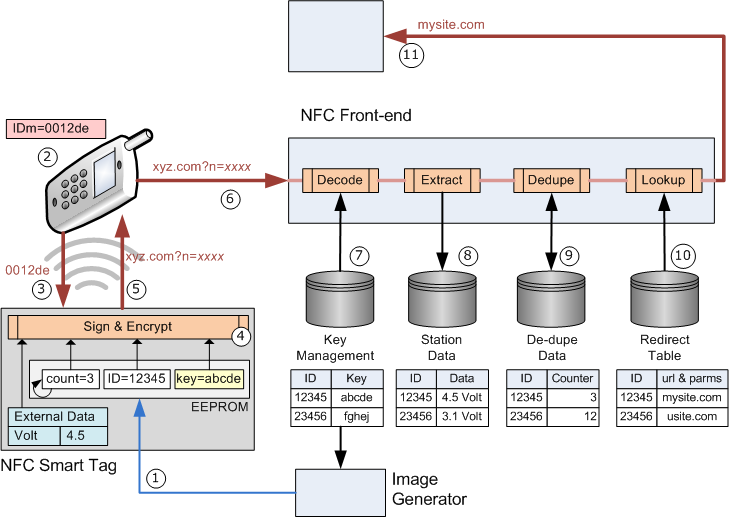 mysite.com
11
NFC Front-end
IDm=0012de
2
xyz.com?n=xxxx
6
Decode
Extract
Dedupe
Lookup
0012de
xyz.com?n=xxxx
3
5
7
8
9
10
Sign & Encrypt
4
count=3
ID=12345
key=abcde
EEPROM
External Data
Volt 4.5
NFC Smart Tag
1
Key
Management
ID Key
12345 abcde
23456 fghej
Station
Data
ID Data
12345 4.5 Volt
23456 3.1 Volt
De-dupe
Data
ID Counter
12345 3
23456 12
Redirect
Table
ID url & parms
12345 mysite.com
23456 usite.com
Image
Generator